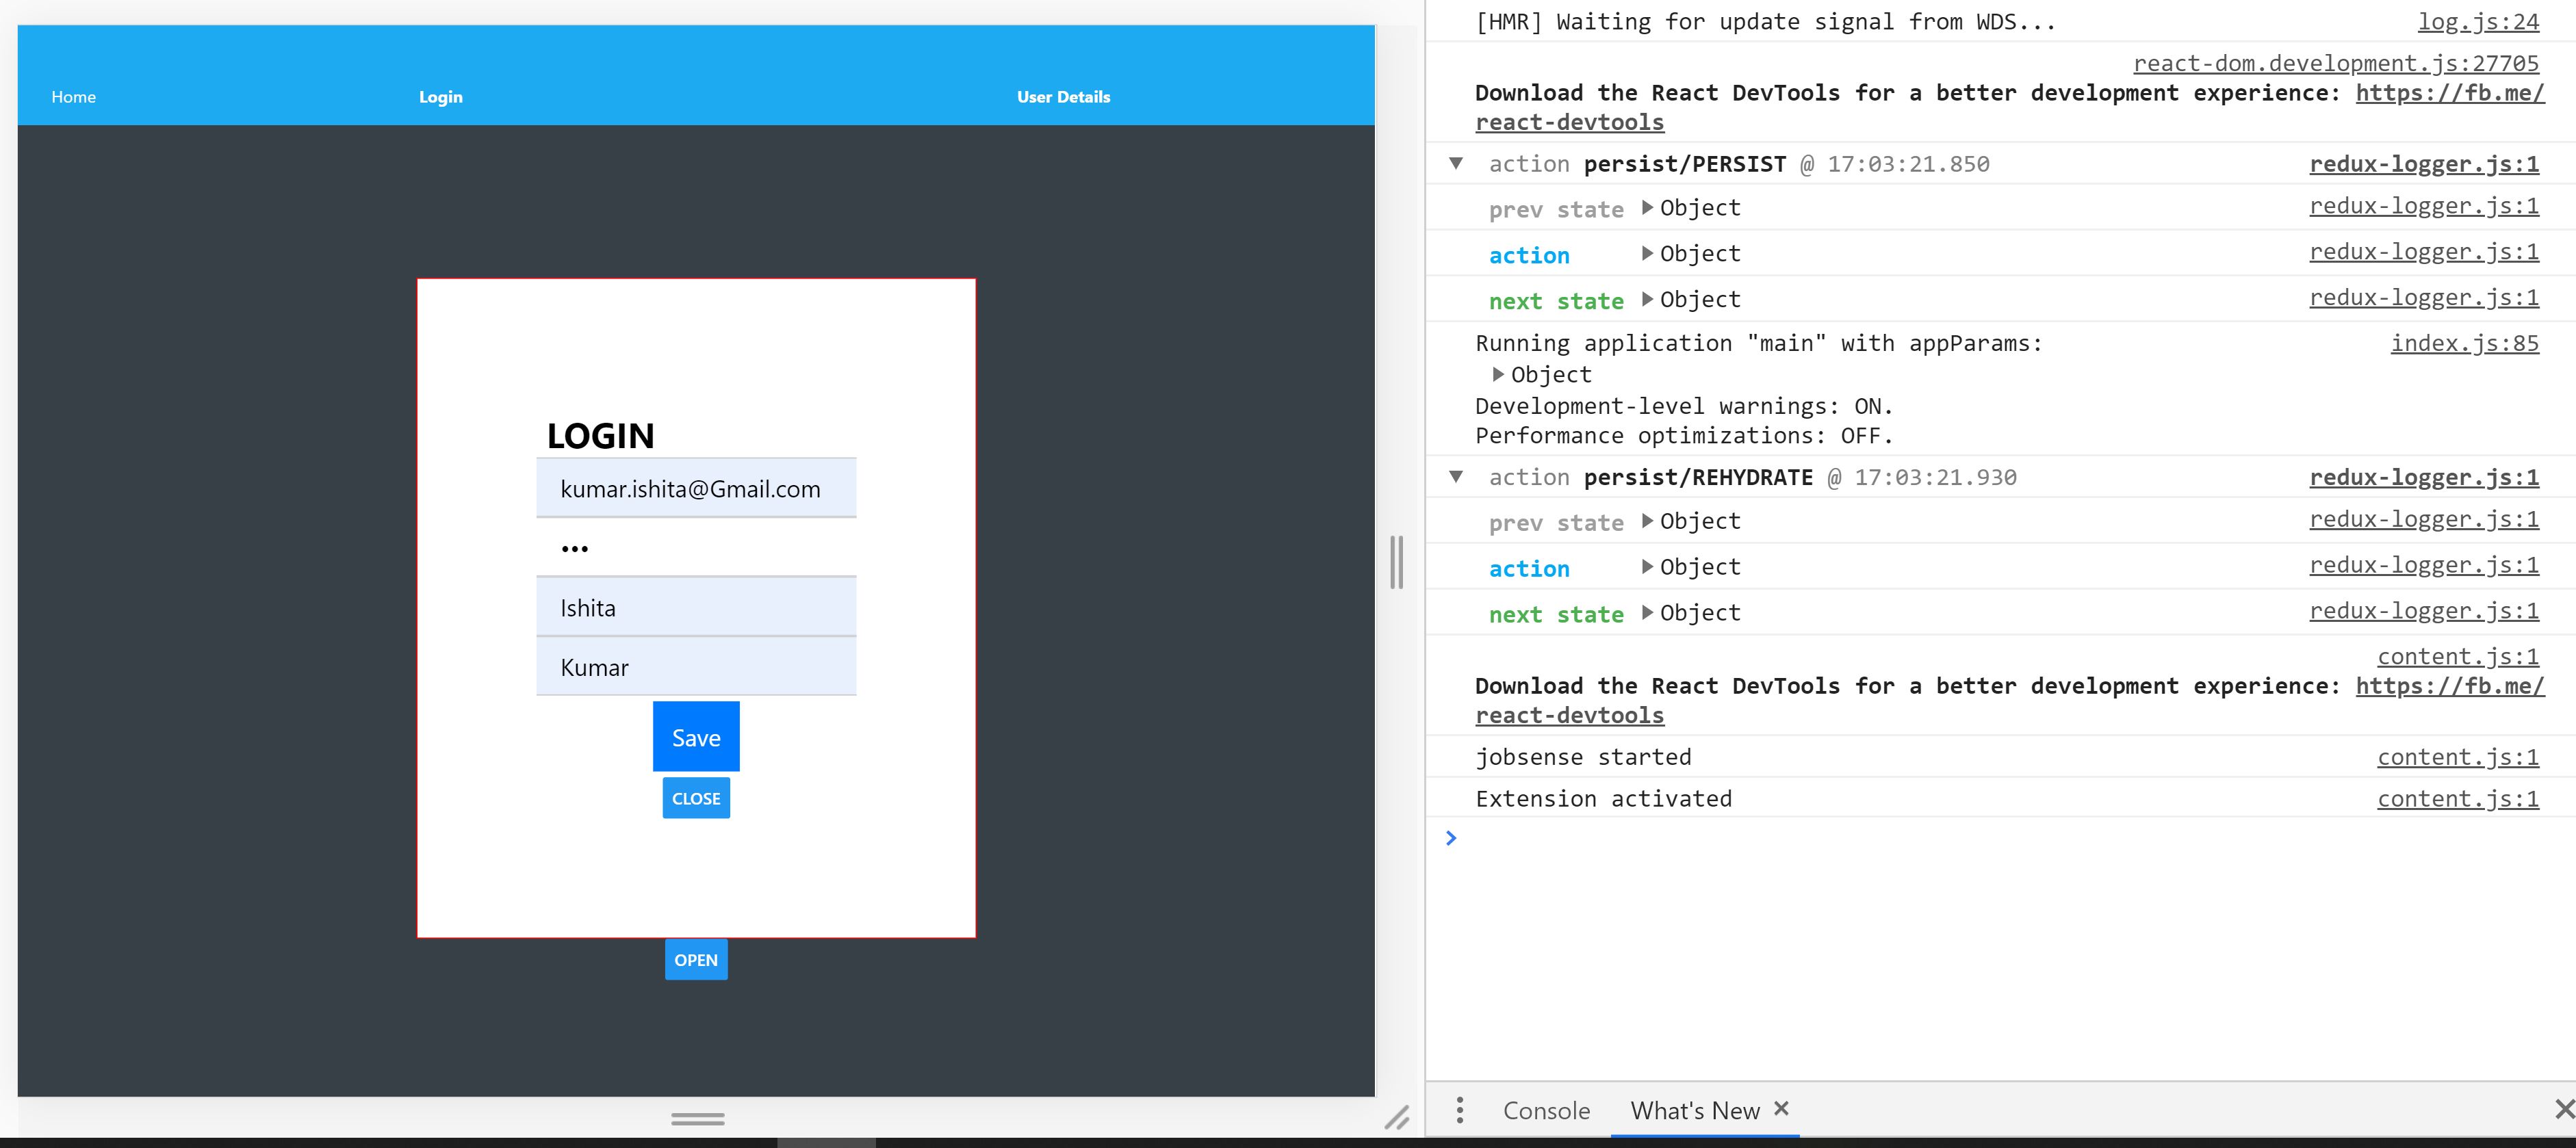 Home
Login
User Details
LOGIN
kumar.ishita@Gmail.com
•••
Ishita
Kumar
Save
CLOSE
OPEN
[HMR] Waiting for update signal from WDS... log.js:24
react-dom.development.js:27705
Download the React DevTools for a better development experience: https://fb.me/
react-devtools
▼ action persist/PERSIST @ 17:03:21.850 redux-logger.js:1
prev state ▶Object redux-logger.js:1
action ▶Object redux-logger.js:1
next state ▶Object redux-logger.js:1
Running application "main" with appParams: index.js:85
▶Object
Development-level warnings: ON.
Performance optimizations: OFF.
▼ action persist/REHYDRATE @ 17:03:21.930 redux-logger.js:1
prev state ▶Object redux-logger.js:1
action ▶Object redux-logger.js:1
next state ▶Object redux-logger.js:1
content.js:1
Download the React DevTools for a better development experience: https://fb.me/
react-devtools
jobsense started content.js:1
Extension activated content.js:1
>
Console What's New ×